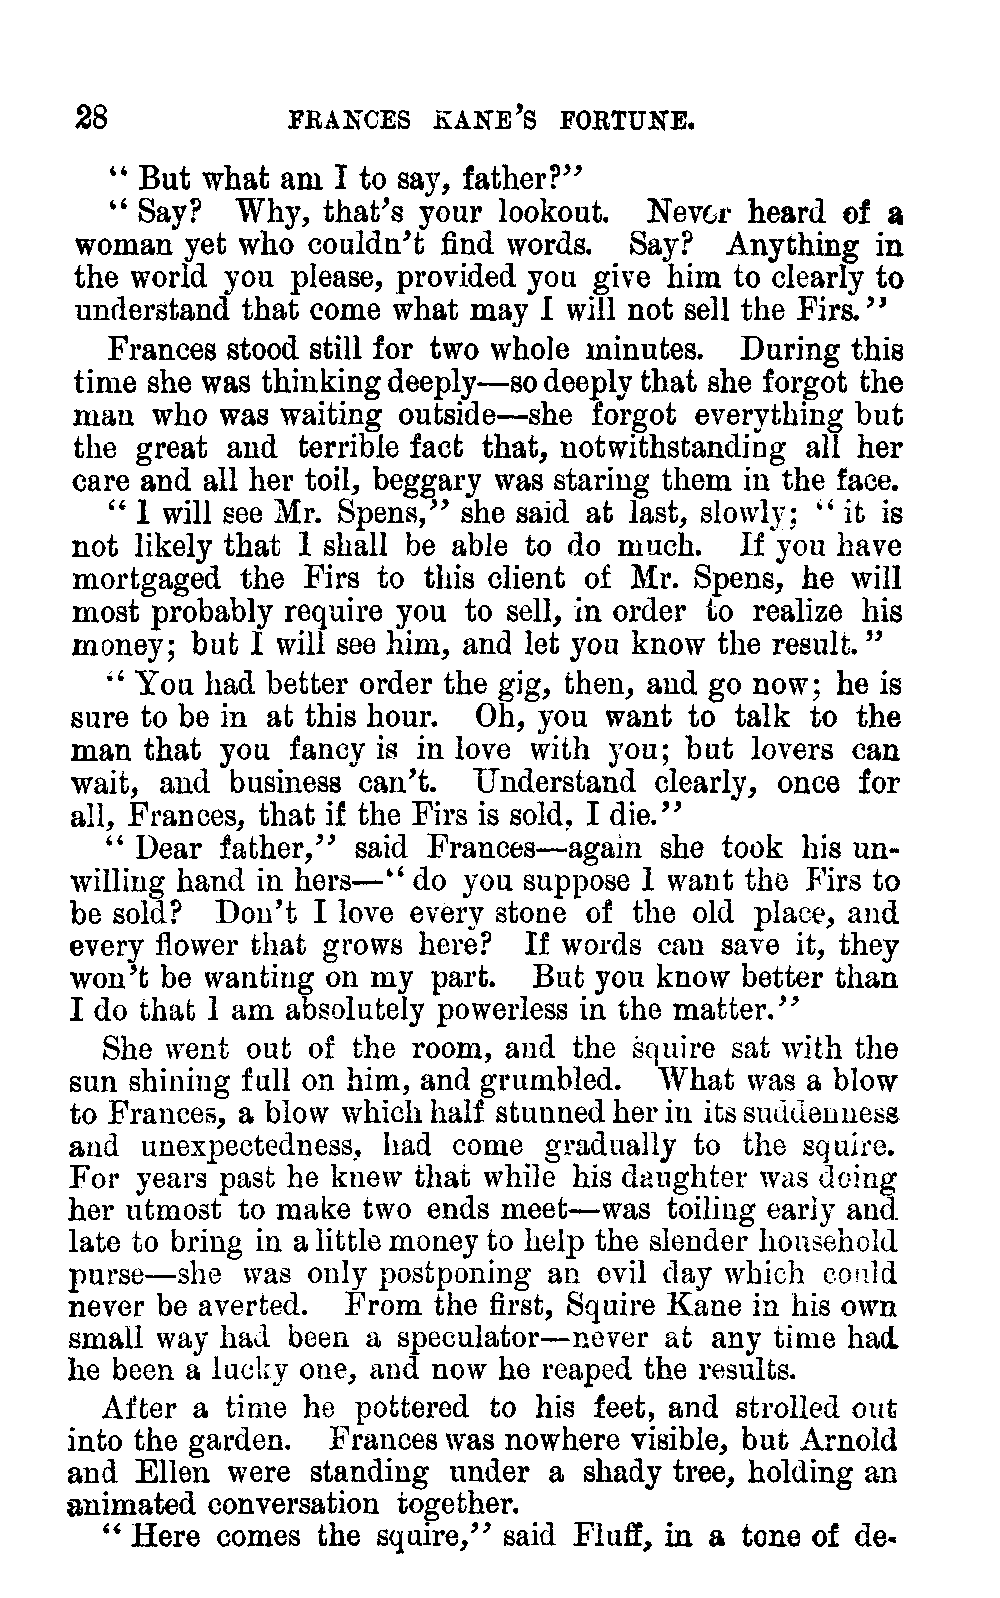 28 FRANCES KANE'S FORTUNE.
"But what am I to say, father?"
"Say? Why, that's your lookout. Never heard of a
woman yet who couldn't find words. Say? Anything in
the world you please, provided you give him to clearly to
understand that come what may I will not sell the Firs."
Frances stood still for two whole minutes. During this
time she was thinking deeply—so deeply that she forgot the
man who was waiting outside—she forgot everything but
the great and terrible fact that, notwithstanding all her
care and all her toil, beggary was staring them in the face.
"I will see Mr. Spens," she said at last, slowly; "it is
not likely that I shall be able to do much. If you have
mortgaged the Firs to this client of Mr. Spens, he will
most probably require you to sell, in order to realize his
money; but I will see him, and let you know the result."
"You had better order the gig, then, and go now; he is
sure to be in at this hour. Oh, you want to talk to the
man that you fancy is in love with you; but lovers can
wait, and business can't. Understand clearly, once for
all, Frances, that if the Firs is sold, I die."
"Dear father," said Frances—again she took his un-
willing hand in hers—"do you suppose I want the Firs to
be sold? Don't I love every stone of the old place, and
every flower that grows here? If words can save it, they
won't be wanting on my part. But you know better than
I do that I am absolutely powerless in the matter."
She went out of the room, and the squire sat with the
sun shining full on him, and grumbled. What was a blow
to Frances, a blow which half stunned her in its suddenness
and unexpectedness, had come gradually to the squire.
For years past he knew that while his daughter was doing
her utmost to make two ends meet—was toiling early and
late to bring in a little money to help the slender household
purse—she was only postponing an evil day which could
never be averted. From the first, Squire Kane in his own
small way had been a speculator—never at any time had
he been a lucky one, and now he reaped the results.
After a time he pottered to his feet, and strolled out
into the garden. Frances was nowhere visible, but Arnold
and Ellen were standing under a shady tree, holding an
animated conversation together.
"Here comes the squire," said Fluff, in a tone of de-